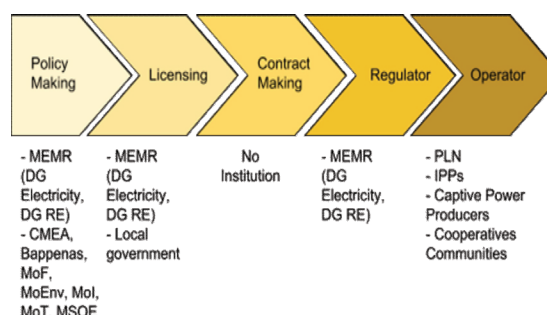 Policy
Making
Licensing
Contract
Making
Regulator
Operator
- MEMR
(DG
Electricity,
DG RE)
- CMEA,
Bappenas,
MoF,
MoEnv, MoI,
MoT, MSOE
- MEMR
(DG
Electricity,
DG RE)
- Local
government
No
Institution
- MEMR
(DG
Electricity,
DG RE)
- PLN
- IPPs
- Captive Power
Producers
- Cooperatives
Communities